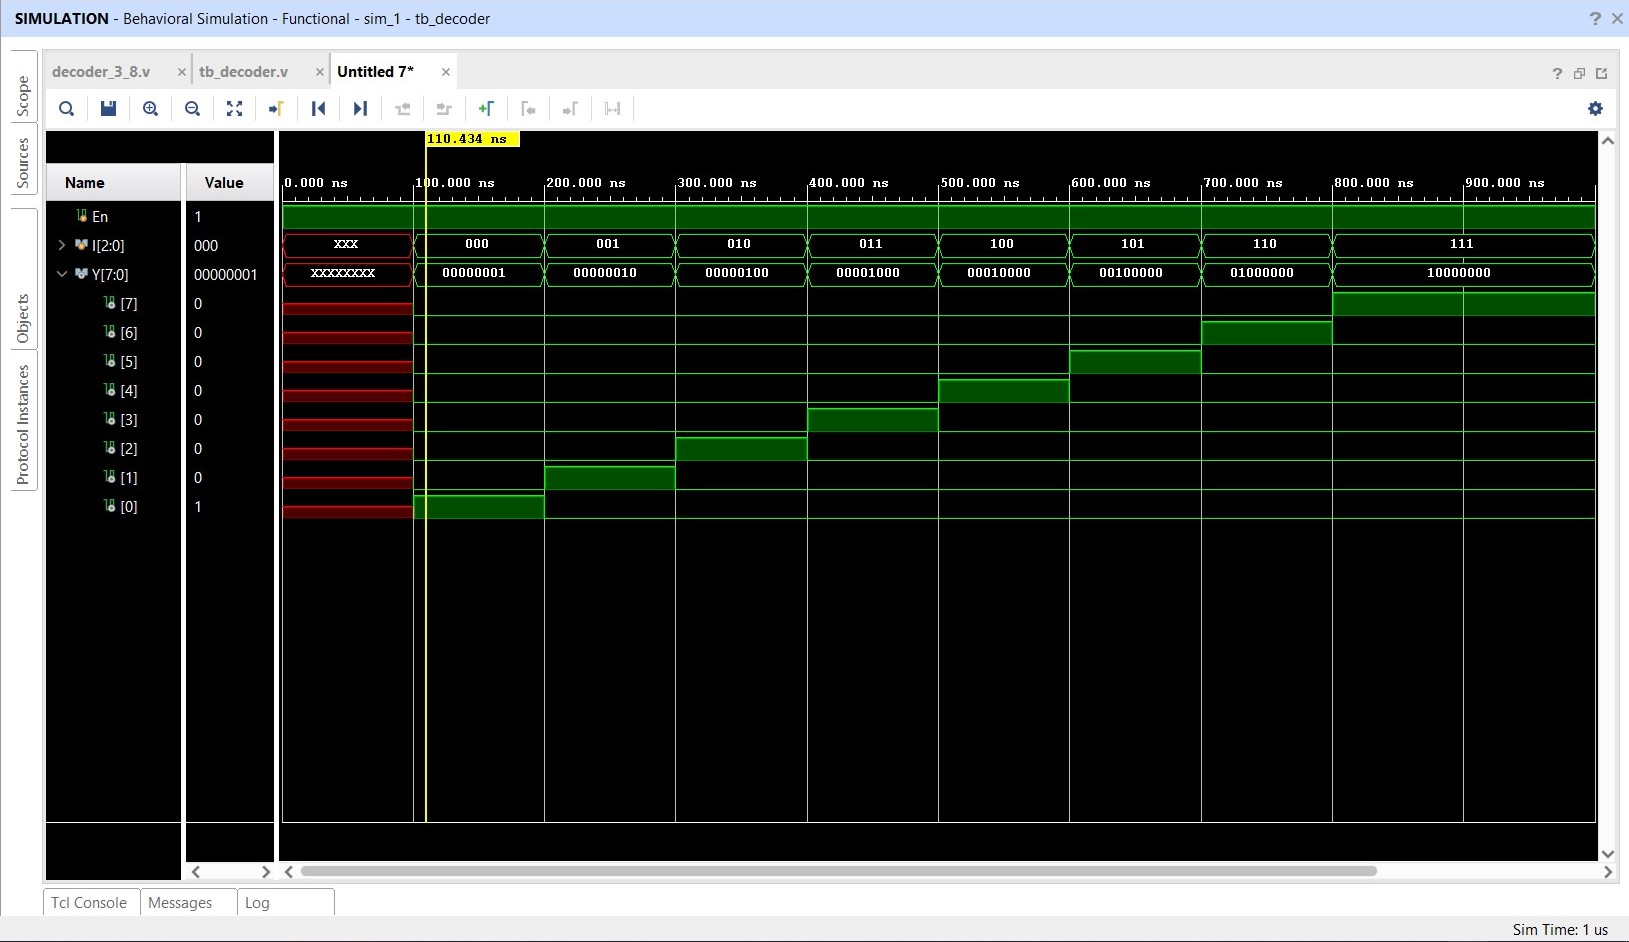 SIMULATION - Behavioral Simulation - Functional - sim_1 - tb_decoder
? ×
Scope
Sources
Objects
Protocol Instances
decoder_3_8.v × tb_decoder.v × Untitled 7* ×
?
110.434 ns
Name Value
0.000 ns 100.000 ns 200.000 ns 300.000 ns 400.000 ns 500.000 ns 600.000 ns 700.000 ns 800.000 ns 900.000 ns
En 1
I[2:0] 000 XXX 000 001 010 011 100 101 110 111
Y[7:0] 00000001 XXXXXXXX 00000001 00000010 00000100 00001000 00010000 00100000 01000000 10000000
[7] 0
[6] 0
[5] 0
[4] 0
[3] 0
[2] 0
[1] 0
[0] 1
Tcl Console Messages Log
Sim Time: 1 us